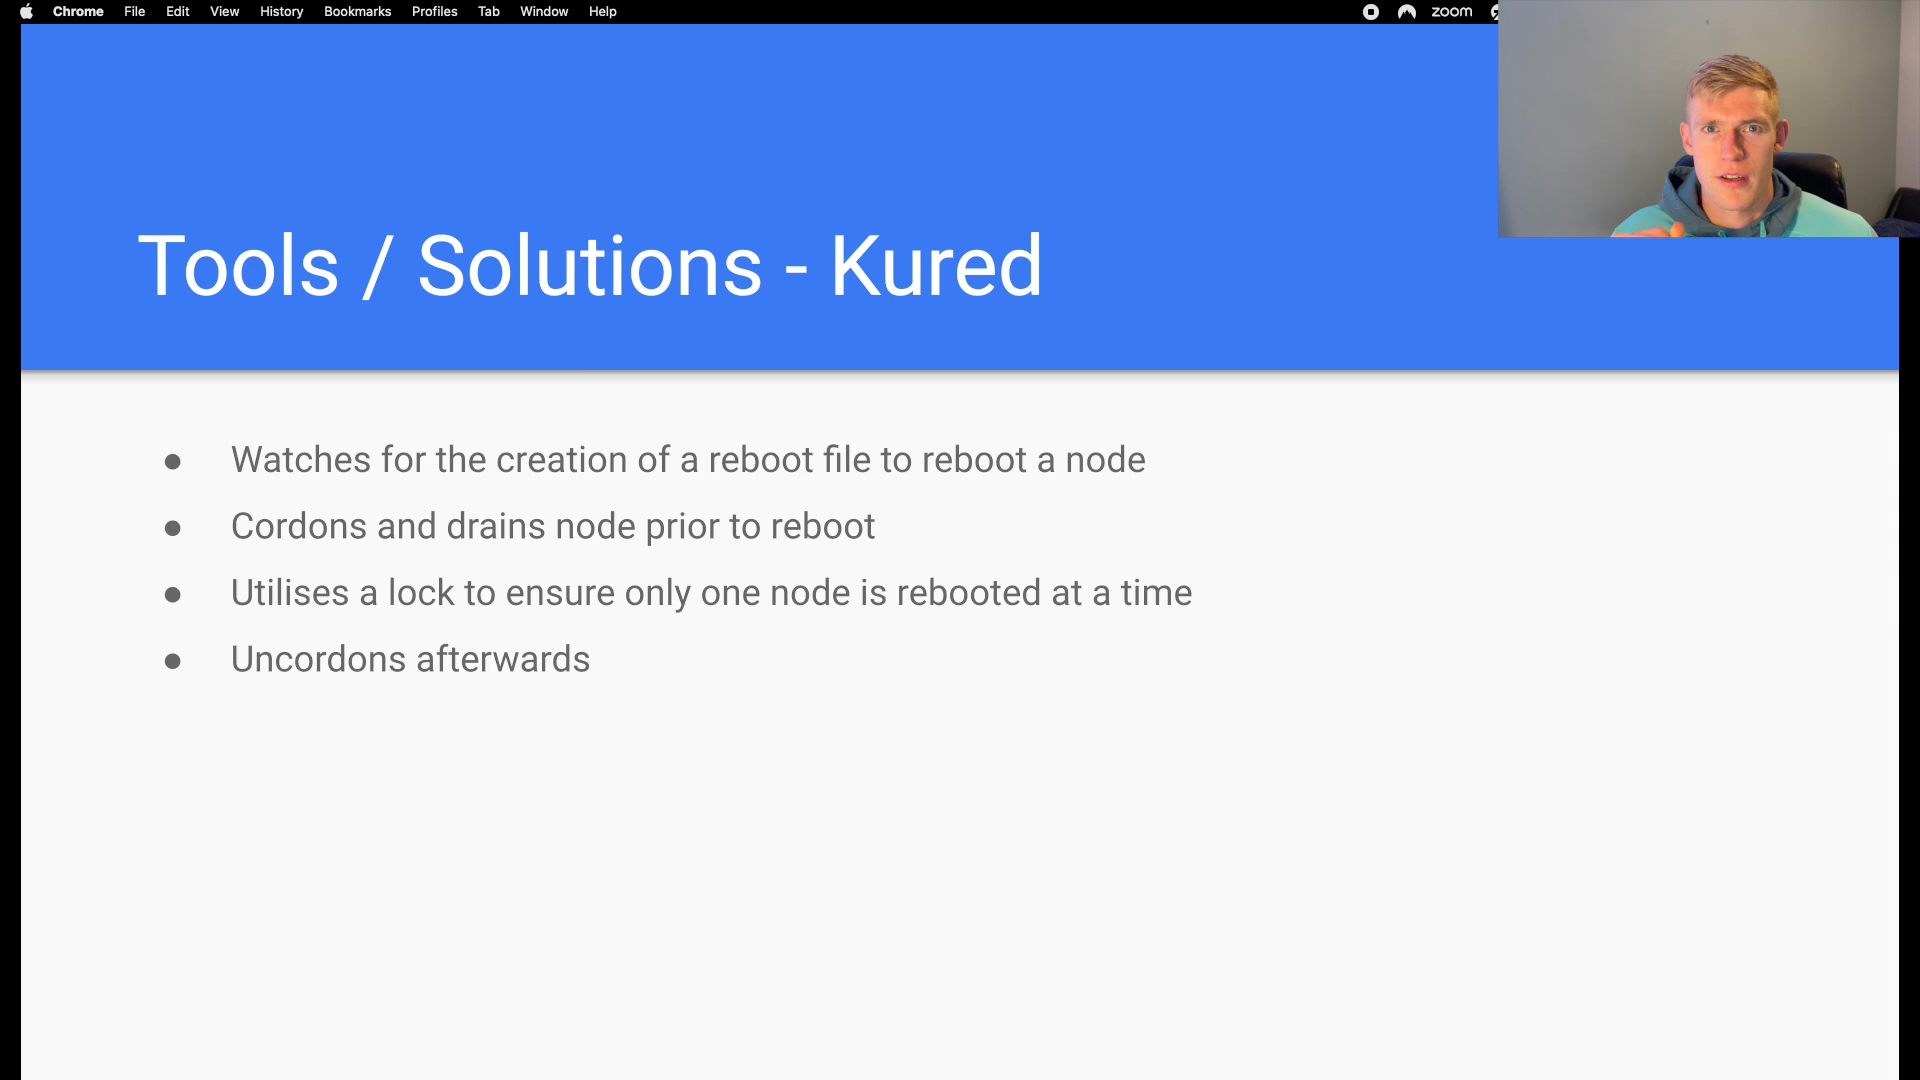 Chrome File Edit View History Bookmarks Profiles Tab Window Help zoom
Tools / Solutions - Kured
● Watches for the creation of a reboot file to reboot a node
● Cordons and drains node prior to reboot
● Utilises a lock to ensure only one node is rebooted at a time
● Uncordons afterwards